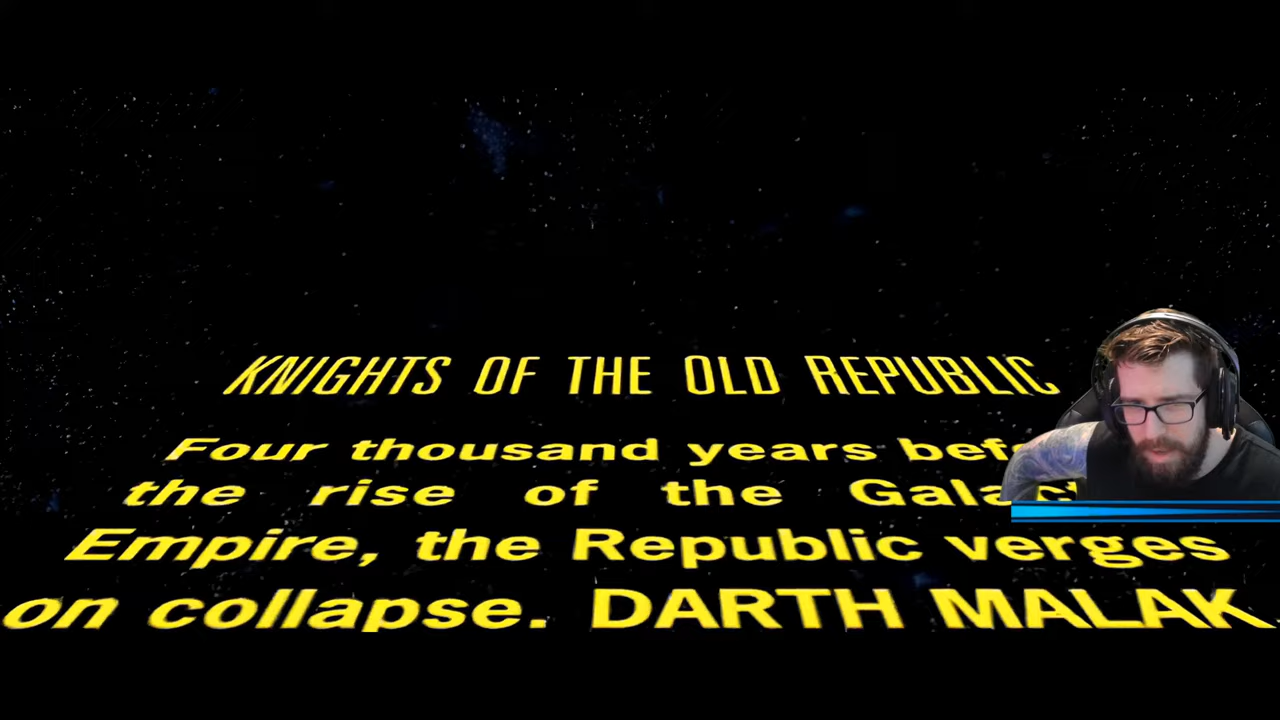 KNIGHTS OF THE OLD REPUBLIC
Four thousand years
the rise of the
Empire, the Republic verges
on collapse. DARTH MALAK,